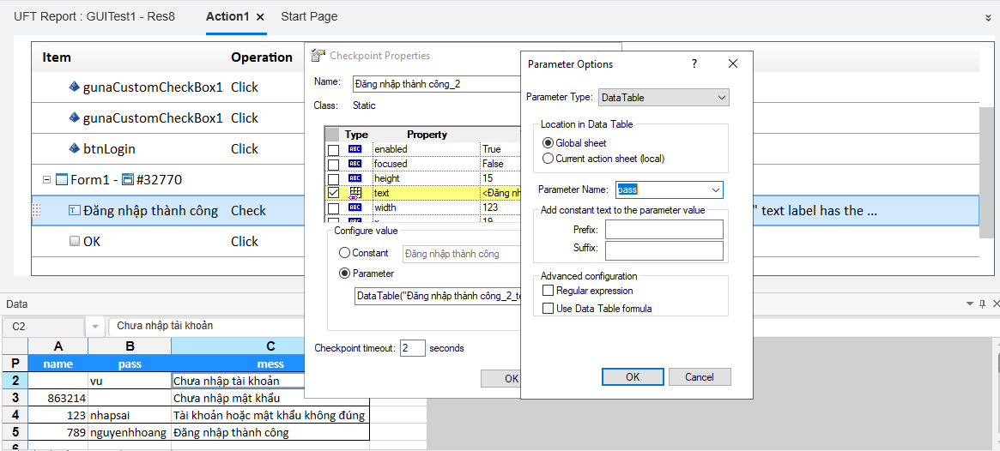 UFT Report : GUITest1 - Res8
Action1
Start Page
Item
Operation
gunaCustomCheckBox1 Click
gunaCustomCheckBox1 Click
btnLogin Click
Form1 - #32770
Đăng nhập thành công Check
" text label has the ...
OK Click
Checkpoint Properties
Name: Đăng nhập thành công_2
Class: Static
Type Property
ABC enabled True
ABC focused False
ABC height 15
text <Đăng nh
ABC width 123
Configure value
Constant Đăng nhập thành công
Parameter
DataTable("Đăng nhập thành công_2_te
Checkpoint timeout: 2 seconds
OK
Parameter Options
?
Parameter Type: DataTable
Location in Data Table
Global sheet
Current action sheet (local)
Parameter Name: pass
Add constant text to the parameter value
Prefix:
Suffix:
Advanced configuration
Regular expression
Use Data Table formula
OK Cancel
Data
C2 Chưa nhập tài khoản
A B C
P name pass mess
2 vu Chưa nhập tài khoản
3 863214 Chưa nhập mật khẩu
4 123 nhapsai Tài khoản hoặc mật khẩu không đúng
5 789 nguyenhhoang Đăng nhập thành công